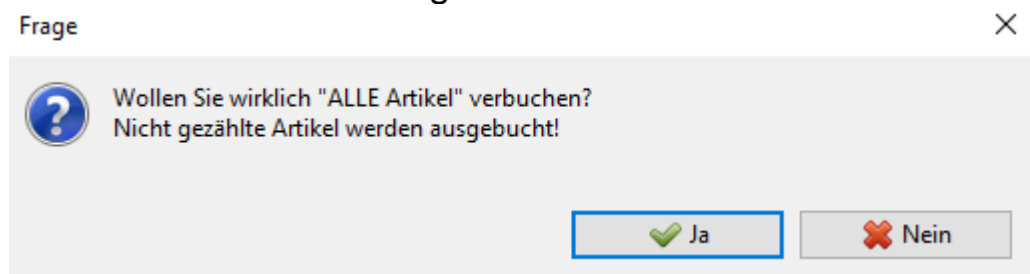 Frage
Wollen Sie wirklich "ALLE Artikel" verbuchen?
Nicht gezählte Artikel werden ausgebucht!
Ja
Nein